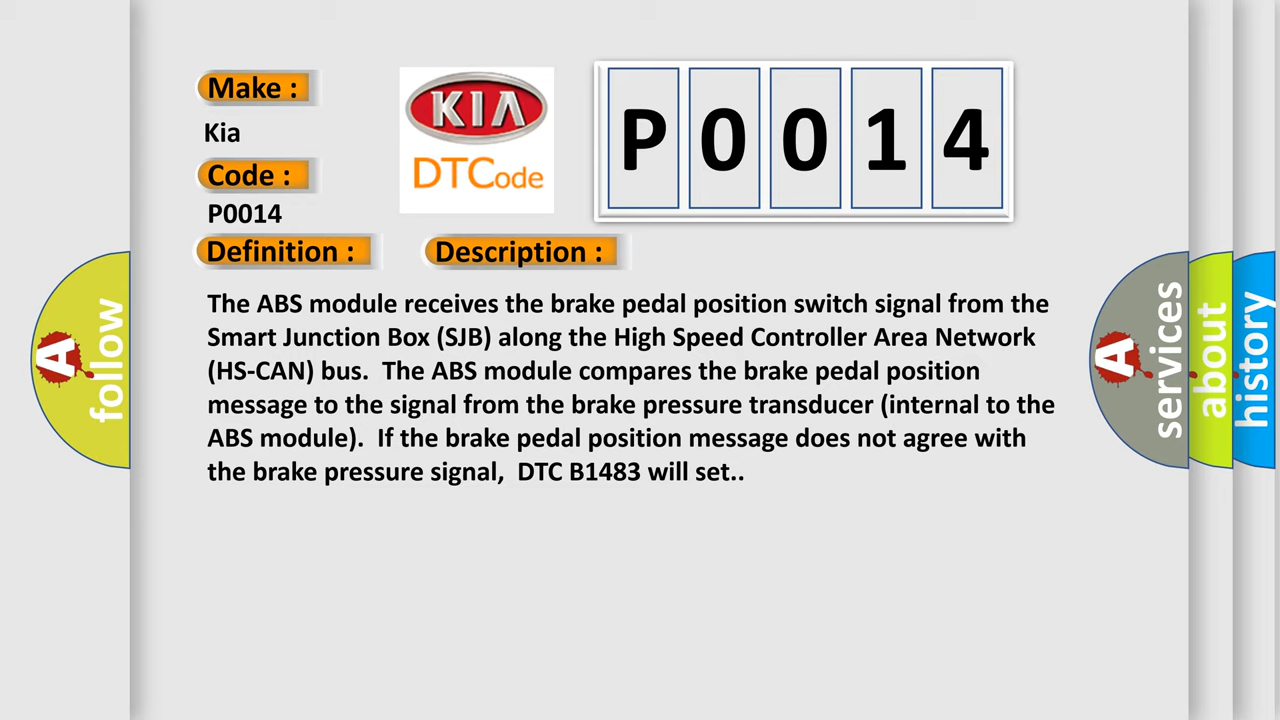 Make :
Kia
Code :
P0014
Definition :
Description :
KIA
DTCode
P0014
The ABS module receives the brake pedal position switch signal from the
Smart Junction Box (SJB) along the High Speed Controller Area Network
(HS-CAN) bus.  The ABS module compares the brake pedal position
message to the signal from the brake pressure transducer (internal to the
ABS module).  If the brake pedal position message does not agree with
the brake pressure signal,  DTC B1483 will set..
A
follow
A
services
about
history